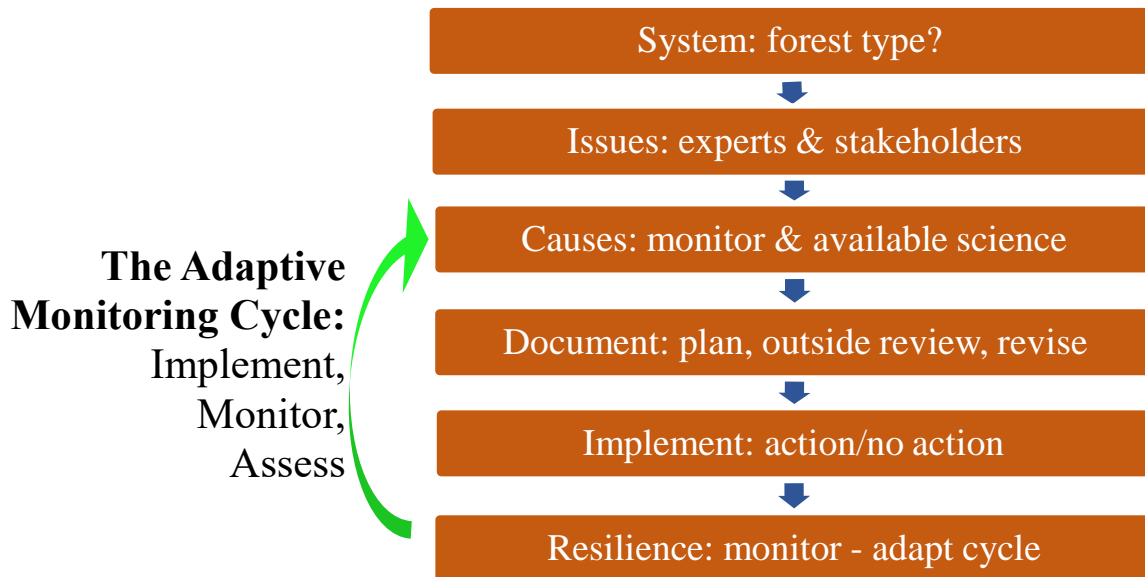 System: forest type?
Issues: experts & stakeholders
Causes: monitor & available science
Document: plan, outside review, revise
Implement: action/no action
Resilience: monitor - adapt cycle
The Adaptive
Monitoring Cycle:
Implement,
Monitor,
Assess